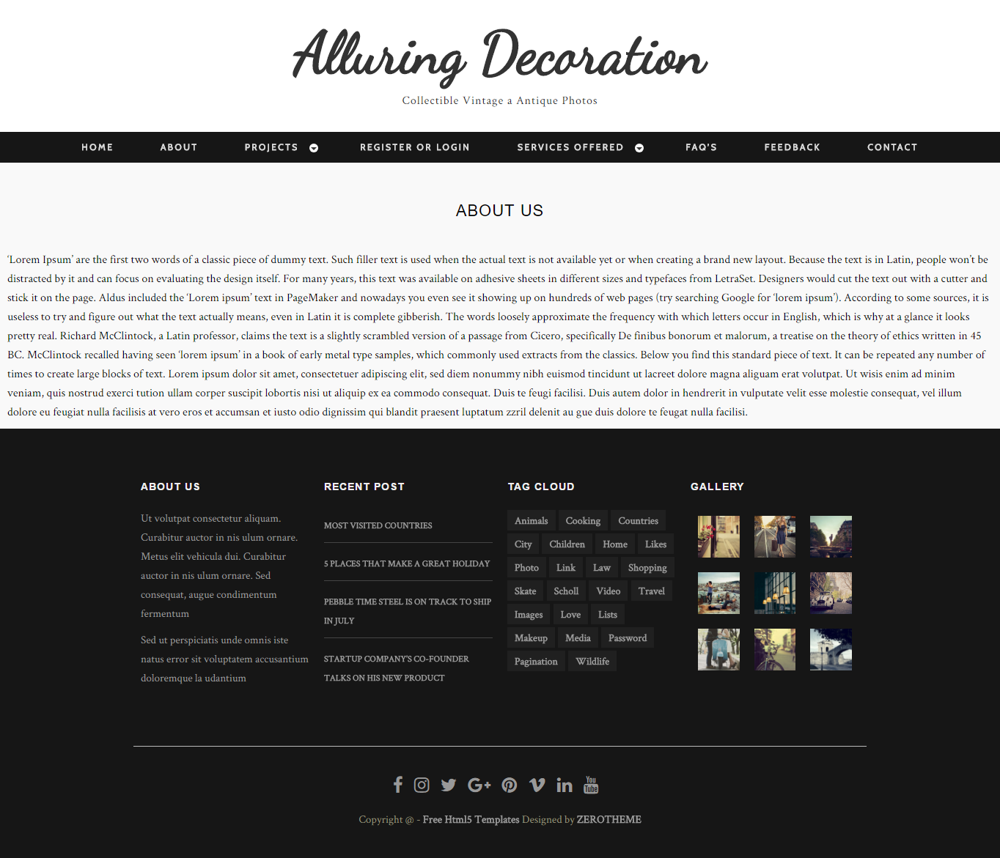 Alluring Decoration
Collectible Vintage a Antique Photos
HOME ABOUT PROJECTS REGISTER OR LOGIN SERVICES OFFERED FAQ'S FEEDBACK CONTACT
ABOUT US
‘Lorem Ipsum’ are the first two words of a classic piece of dummy text. Such filler text is used when the actual text is not available yet or when creating a brand new layout. Because the text is in Latin, people won’t be
distracted by it and can focus on evaluating the design itself. For many years, this text was available on adhesive sheets in different sizes and typefaces from LetraSet. Designers would cut the text out with a cutter and
stick it on the page. Aldus included the ‘Lorem ipsum’ text in PageMaker and nowadays you even see it showing up on hundreds of web pages (try searching Google for ‘lorem ipsum’). According to some sources, it is
useless to try and figure out what the text actually means, even in Latin it is complete gibberish. The words loosely approximate the frequency with which letters occur in English, which is why at a glance it looks
pretty real. Richard McClintock, a Latin professor, claims the text is a slightly scrambled version of a passage from Cicero, specifically De finibus bonorum et malorum, a treatise on the theory of ethics written in 45
BC. McClintock recalled having seen ‘lorem ipsum’ in a book of early metal type samples, which commonly used extracts from the classics. Below you find this standard piece of text. It can be repeated any number of
times to create large blocks of text. Lorem ipsum dolor sit amet, consectetuer adipiscing elit, sed diem nonummy nibh euismod tincidunt ut lacreet dolore magna aliguam erat volutpat. Ut wisis enim ad minim
veniam, quis nostrud exerci tution ullam corper suscipit lobortis nisi ut aliquip ex ea commodo consequat. Duis te feugi facilisi. Duis autem dolor in hendrerit in vulputate velit esse molestie consequat, vel illum
dolore eu feugiat nulla facilisis at vero eros et accumsan et iusto odio dignissim qui blandit praesent luptatum zzril delenit au gue duis dolore te feugat nulla facilisi.
ABOUT US
Ut volutpat consectetur aliquam.
Curabitur auctor in nis ulum ornare.
Metus elit vehicula dui. Curabitur
auctor in nis ulum ornare. Sed
consequat, augue condimentum
fermentum
Sed ut perspiciatis unde omnis iste
natus error sit voluptatem accusantium
doloremque la udantium
RECENT POST
MOST VISITED COUNTRIES
5 PLACES THAT MAKE A GREAT HOLIDAY
PEBBLE TIME STEEL IS ON TRACK TO SHIP
IN JULY
STARTUP COMPANY'S CO-FOUNDER
TALKS ON HIS NEW PRODUCT
TAG CLOUD
Animals Cooking Countries
City Children Home Likes
Photo Link Law Shopping
Skate Scholl Video Travel
Images Love Lists
Makeup Media Password
Pagination Wildlife
GALLERY
You
Tube
Copyright @ - Free Html5 Templates Designed by ZEROTHEME